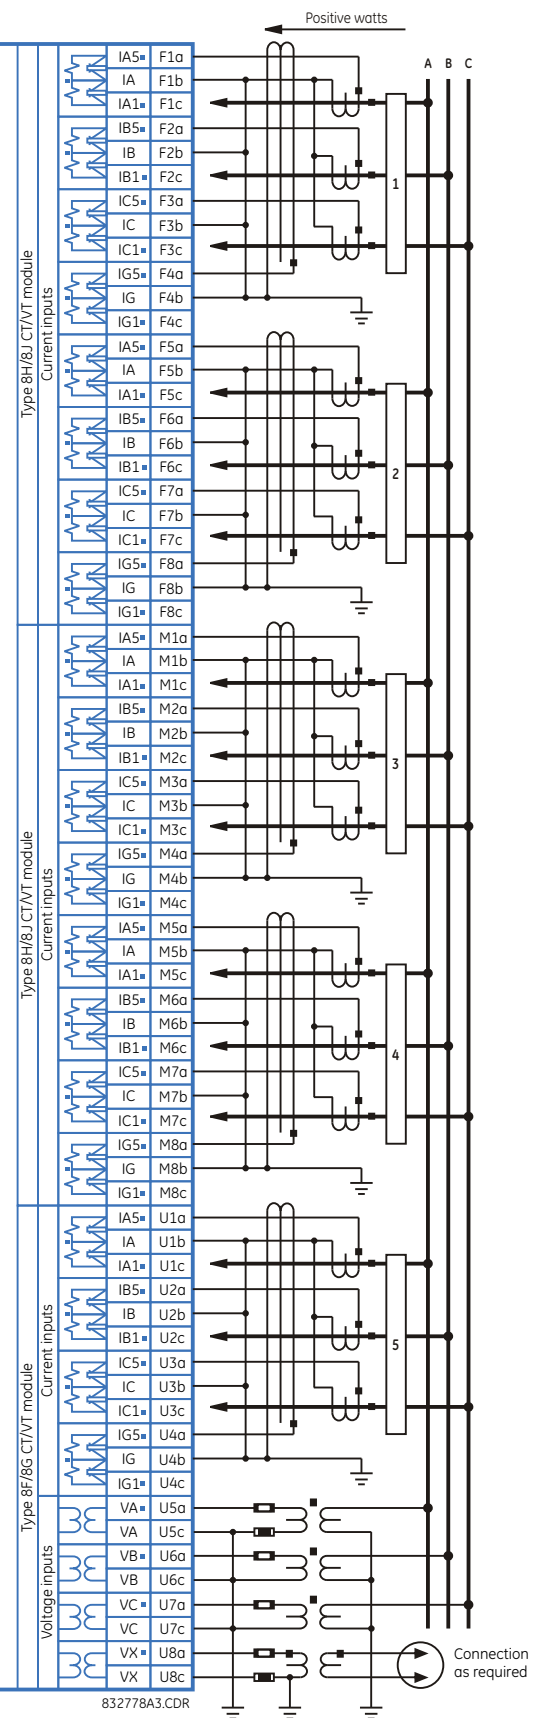 Positive watts
A B C
Type 8H/8J CT/VT module
Current inputs
IA5▪ F1a
IA F1b
IA1▪ F1c
IB5▪ F2a
IB F2b
IB1▪ F2c
IC5▪ F3a
IC F3b
IC1▪ F3c
IG5▪ F4a
IG F4b
IG1▪ F4c
1
IA5▪ F5a
IA F5b
IA1▪ F5c
IB5▪ F6a
IB F6b
IB1▪ F6c
IC5▪ F7a
IC F7b
IC1▪ F7c
IG5▪ F8a
IG F8b
IG1▪ F8c
2
Type 8H/8J CT/VT module
Current inputs
IA5▪ M1a
IA M1b
IA1▪ M1c
IB5▪ M2a
IB M2b
IB1▪ M2c
IC5▪ M3a
IC M3b
IC1▪ M3c
IG5▪ M4a
IG M4b
IG1▪ M4c
3
IA5▪ M5a
IA M5b
IA1▪ M5c
IB5▪ M6a
IB M6b
IB1▪ M6c
IC5▪ M7a
IC M7b
IC1▪ M7c
IG5▪ M8a
IG M8b
IG1▪ M8c
4
Type 8F/8G CT/VT module
Current inputs
IA5▪ U1a
IA U1b
IA1▪ U1c
IB5▪ U2a
IB U2b
IB1▪ U2c
IC5▪ U3a
IC U3b
IC1▪ U3c
IG5▪ U4a
IG U4b
IG1▪ U4c
5
Voltage inputs
VA▪ U5a
VA U5c
VB▪ U6a
VB U6c
VC▪ U7a
VC U7c
VX▪ U8a
VX U8c
Connection
as required
832778A3.CDR